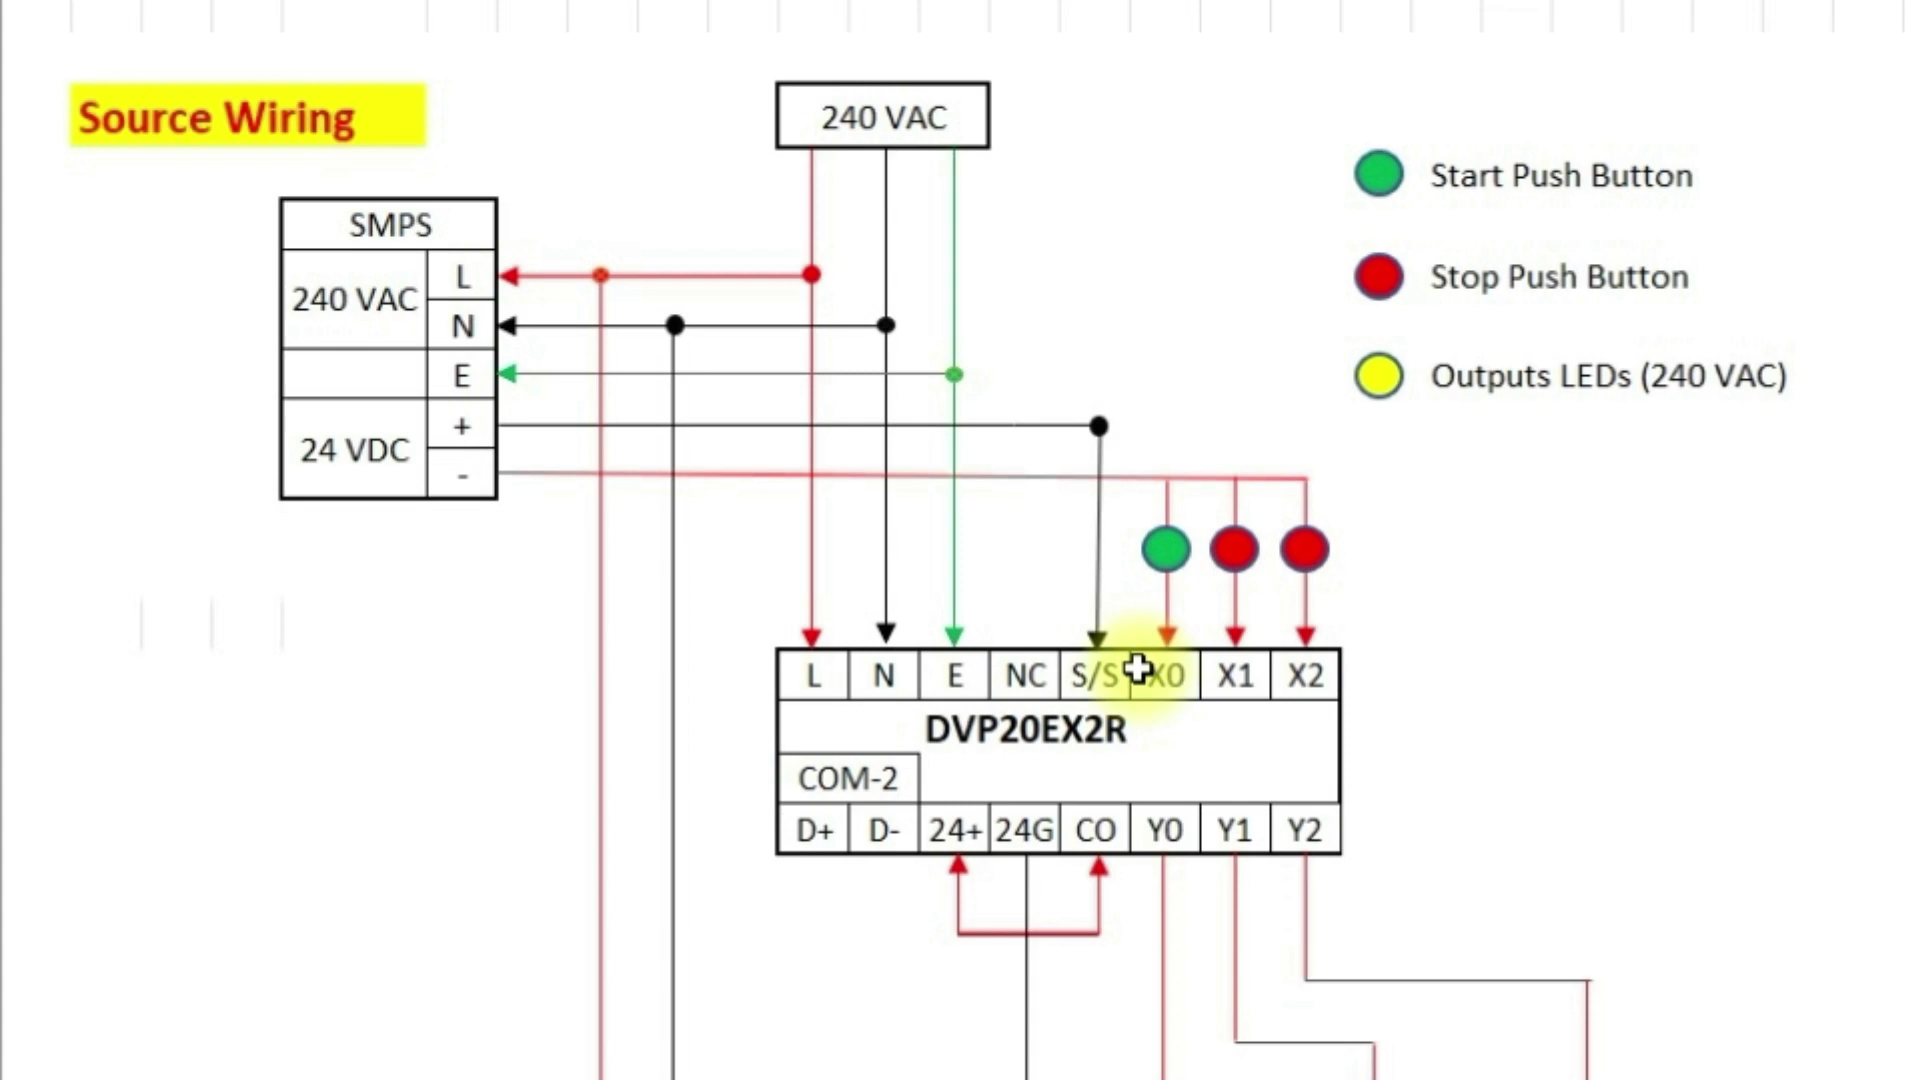 Source Wiring
240 VAC
Start Push Button
Stop Push Button
Outputs LEDs (240 VAC)
SMPS
240 VAC
L
N
E
24 VDC
+
-
L N E NC S/S X0 X1 X2
DVP20EX2R
COM-2
D+ D- 24+ 24G CO Y0 Y1 Y2